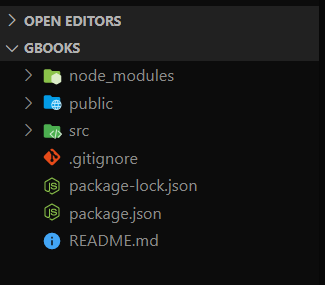 OPEN EDITORS
GBOOKS
node_modules
public
src
.gitignore
package-lock.json
package.json
README.md